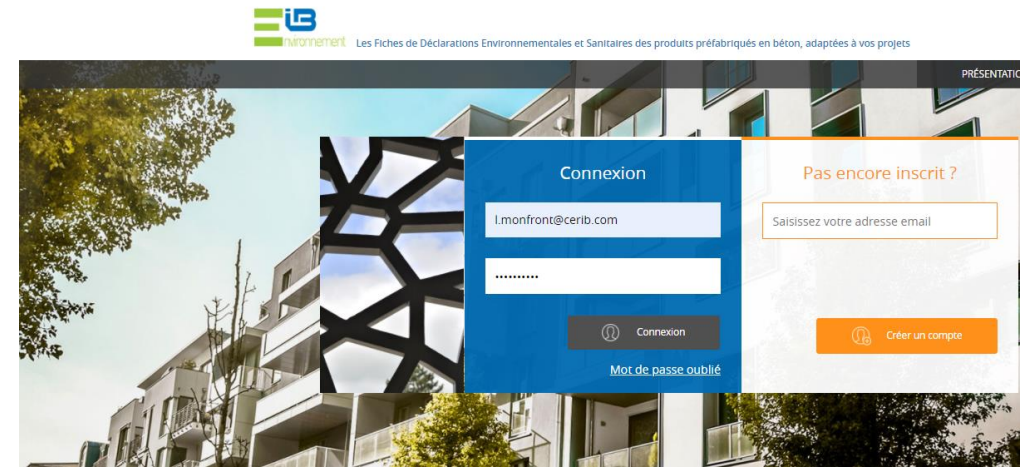 iB
Environnement
Les Fiches de Déclarations Environnementales et Sanitaires des produits préfabriqués en béton, adaptées à vos projets
Connexion
l.monfront@cerib.com
••••••••••
Connexion
Mot de passe oublié
Pas encore inscrit ?
Saisissez votre adresse email
Créer un compte